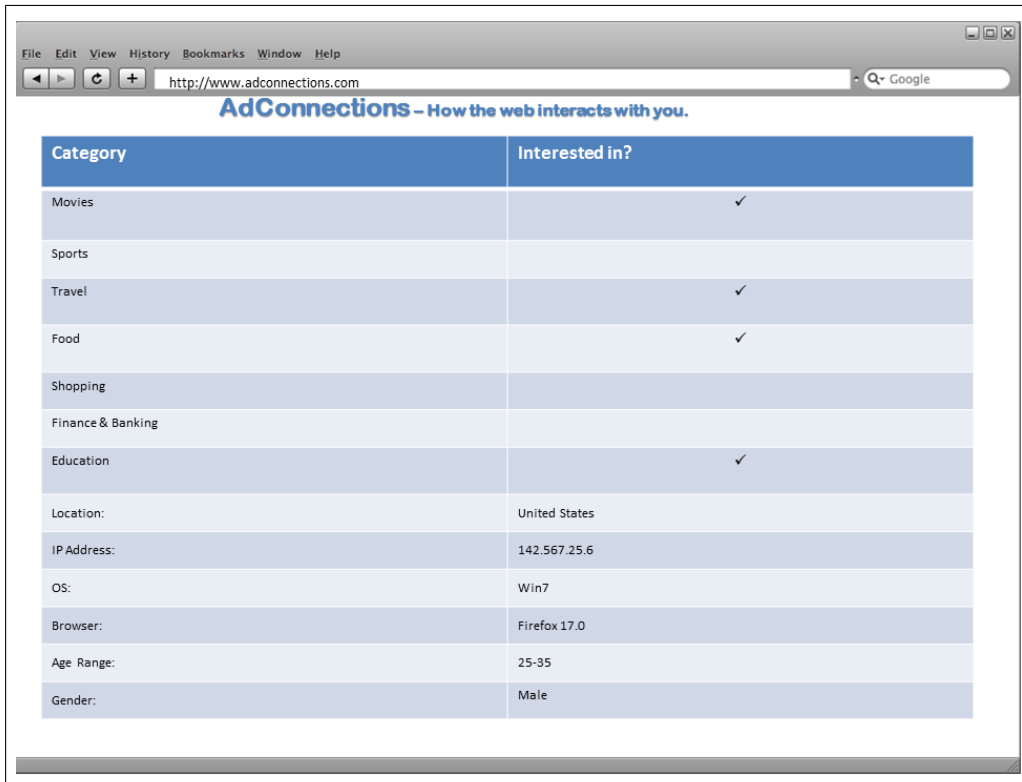 File Edit View History Bookmarks Window Help
http://www.adconnections.com
Google
AdConnections – How the web interacts with you.
Category Interested in?
Movies ✓
Sports
Travel ✓
Food ✓
Shopping
Finance & Banking
Education ✓
Location: United States
IP Address: 142.567.25.6
OS: Win7
Browser: Firefox 17.0
Age Range: 25-35
Gender: Male